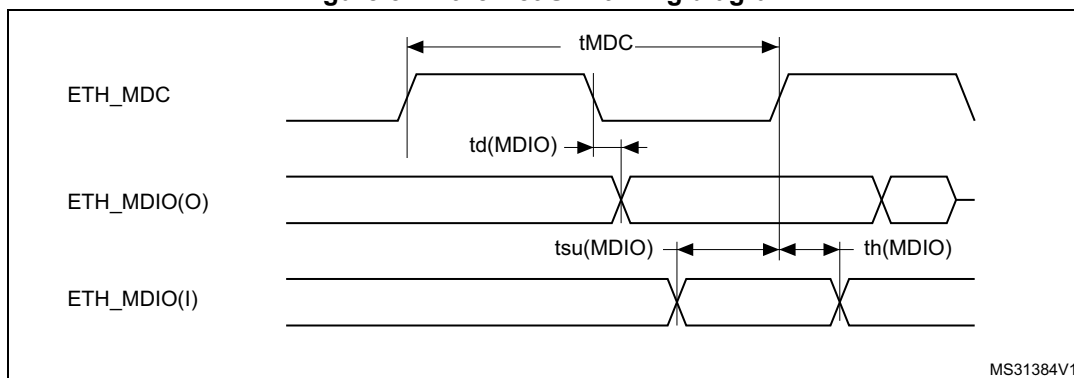 tMDC
ETH_MDC
td(MDIO)
ETH_MDIO(O)
tsu(MDIO) th(MDIO)
ETH_MDIO(I)
MS31384V1